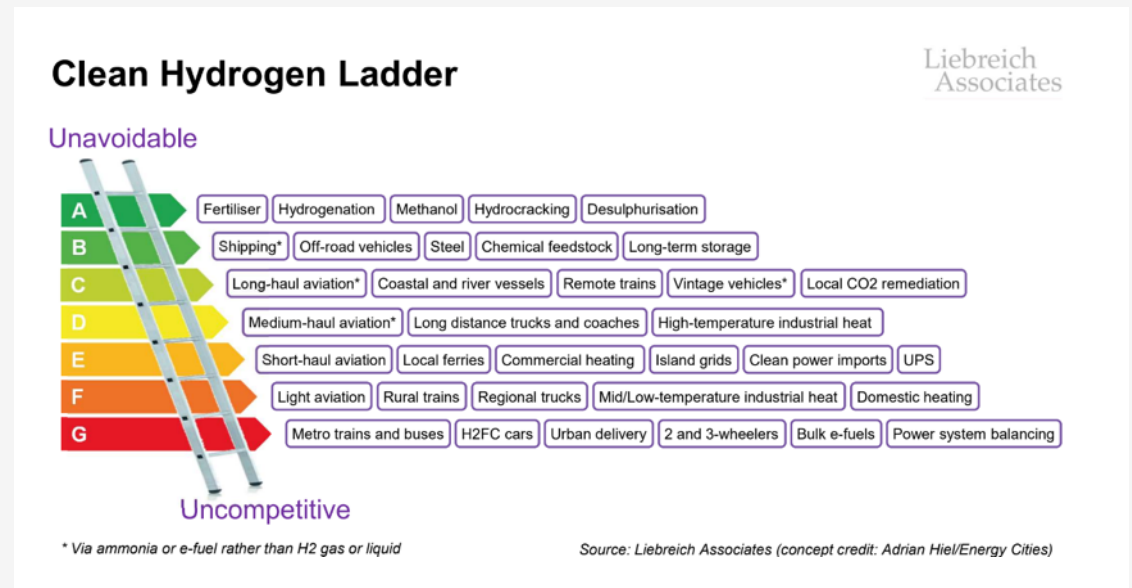 Clean Hydrogen Ladder
Liebreich
Associates
Unavoidable
A Fertiliser Hydrogenation Methanol Hydrocracking Desulphurisation
B Shipping* Off-road vehicles Steel Chemical feedstock Long-term storage
C Long-haul aviation* Coastal and river vessels Remote trains Vintage vehicles* Local CO2 remediation
D Medium-haul aviation* Long distance trucks and coaches High-temperature industrial heat
E Short-haul aviation Local ferries Commercial heating Island grids Clean power imports UPS
F Light aviation Rural trains Regional trucks Mid/Low-temperature industrial heat Domestic heating
G Metro trains and buses H2FC cars Urban delivery 2 and 3-wheelers Bulk e-fuels Power system balancing
Uncompetitive
* Via ammonia or e-fuel rather than H2 gas or liquid
Source: Liebreich Associates (concept credit: Adrian Hiel/Energy Cities)